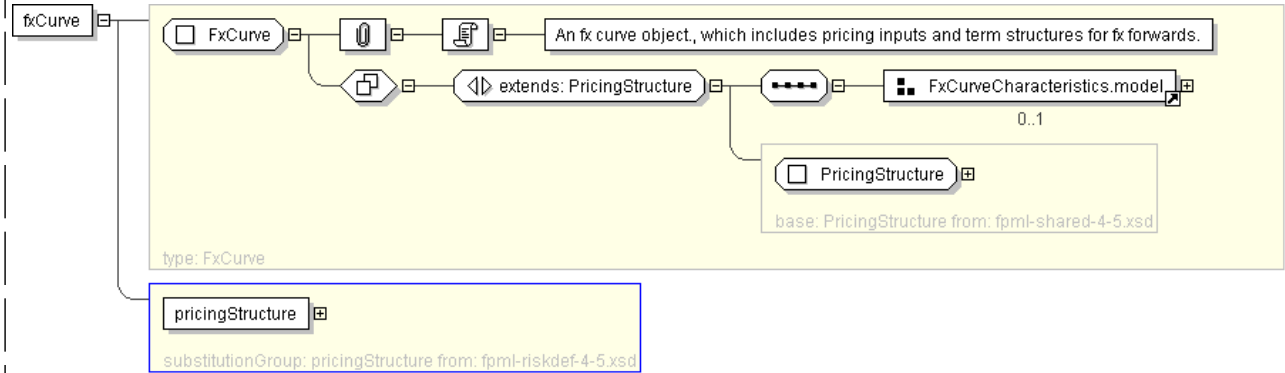 fxCurve
FxCurve
An fx curve object., which includes pricing inputs and term structures for fx forwards.
extends: PricingStructure
FxCurveCharacteristics.model
0..1
PricingStructure
base: PricingStructure from: fpml-shared-4-5.xsd
type: FxCurve
pricingStructure
substitutionGroup: pricingStructure from: fpml-riskdef-4-5.xsd